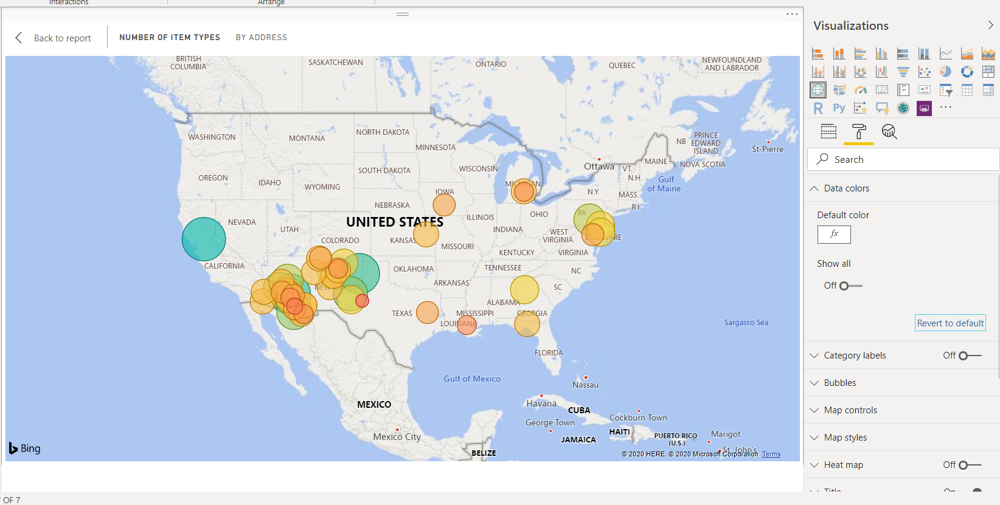 Interactions
Arrange
Back to report
NUMBER OF ITEM TYPES
BY ADDRESS
BRITISH
COLUMBIA
SASKATCHEWAN
ONTARIO
QUEBEC
NEWFOUNDLAND
AND LABRADOR
WASHINGTON
MONTANA
NORTH DAKOTA
MINNESOTA
NB
PRINCE
EDWARD
ISLAND
St-Pierre
OREGON
IDAHO
WYOMING
SOUTH DAKOTA
WISCONSIN
MICHIGAN
Ottawa
VT.
MAINE
NOVA SCOTIA
N.H.
Gulf
of Maine
N.Y.
MASS.
R.I.
IOWA
NEBRASKA
NEVADA
UTAH
UNITED STATES
ILLINOIS
OHIO
PA
INDIANA
WEST
VIRGINIA
DELAWARE
COLORADO
KANSAS
MISSOURI
KENTUCKY
VIRGINIA
CALIFORNIA
OKLAHOMA
TENNESSEE
NC
ARKANSAS
SC
ALABAMA
TEXAS
MISSISSIPPI
GEORGIA
LOUISIANA
Sargasso Sea
FLORIDA
Gulf of Mexico
Nassau
MEXICO
Havana
CUBA
George Town
Cockburn Town
Mexico City
JAMAICA
HAITI
PUERTO RICO
(U.S.)
Marigot
St. John's
BELIZE
Bing
© 2020 HERE, © 2020 Microsoft Corporation Terms
OF 7
Visualizations
123
R
Py
Search
Data colors
Default color
fx
Show all
Off
Revert to default
Category labels Off
Bubbles
Map controls
Map styles
Heat map Off
Title On